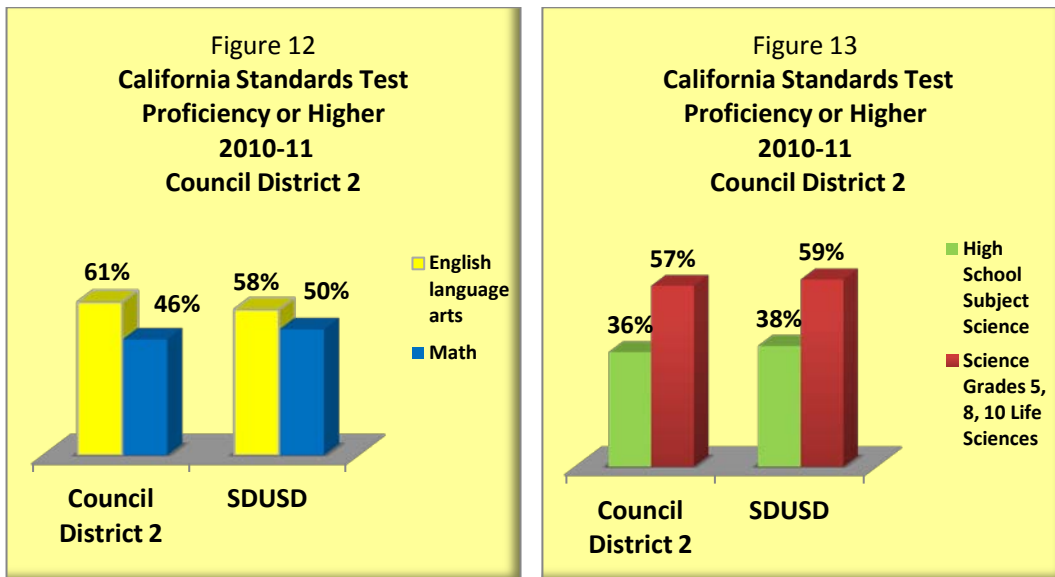 Figure 12
California Standards Test
Proficiency or Higher
2010-11
Council District 2
61%
46%
58%
50%
English
language
arts
Math
Council
District 2
SDUSD
Figure 13
California Standards Test
Proficiency or Higher
2010-11
Council District 2
36%
57%
38%
59%
High
School
Subject
Science
Science
Grades 5,
8, 10 Life
Sciences
Council
District 2
SDUSD